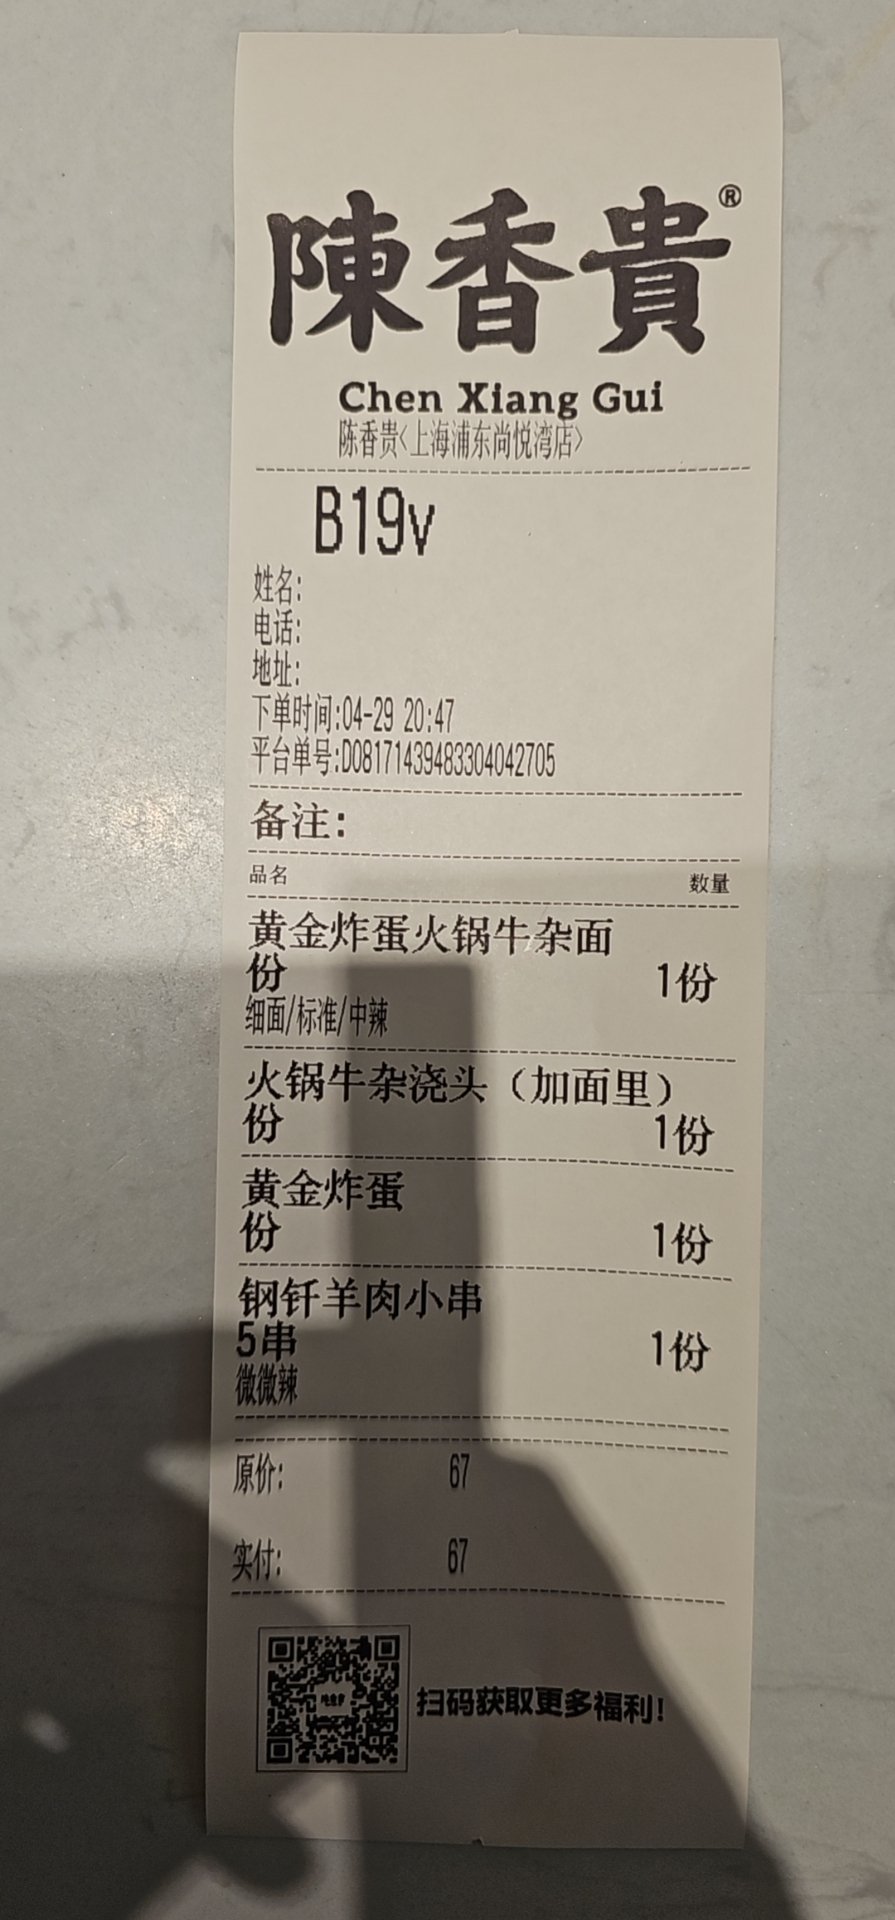 陳香貴®
Chen Xiang Gui
陈香贵<上海浦东尚悦湾店>
B19v
姓名:
电话:
地址:
下单时间:04-29 20:47
平台单号:D08171439483304042705
备注:
品名 数量
黄金炸蛋火锅牛杂面
份 1份
细面/标准/中辣
火锅牛杂浇头（加面里）
份 1份
黄金炸蛋
份 1份
钢钎羊肉小串
5串 1份
微微辣
原价: 67
实付: 67
扫码获取更多福利!